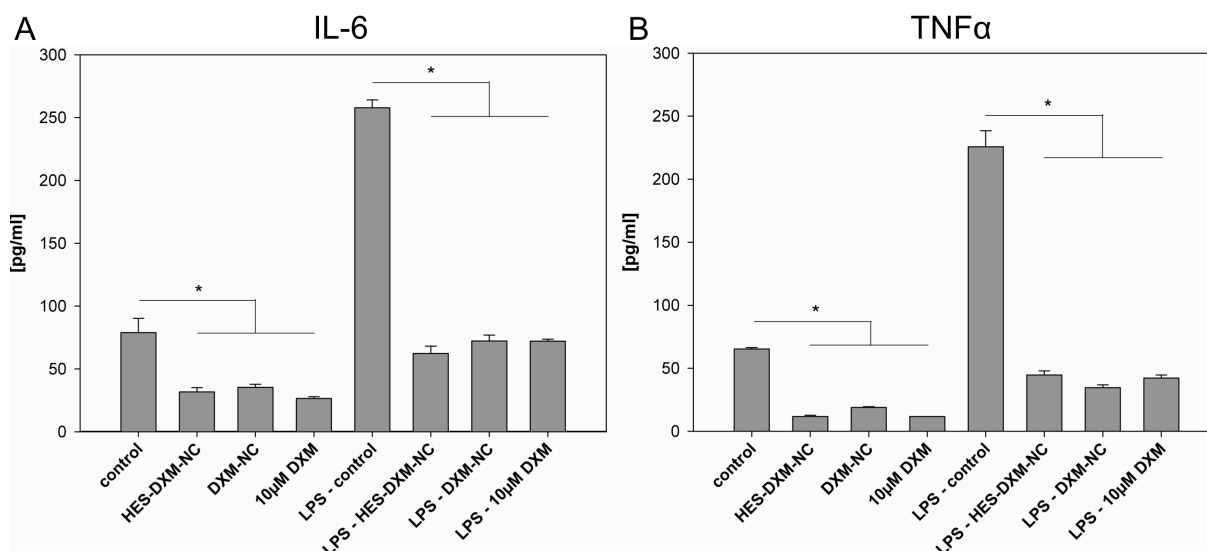 A
IL-6
300
250
200
150
100
50
0
[pg/ml]
*
*
control
HES-DXM-NC
DXM-NC
10µM DXM
LPS - control
LPS - HES-DXM-NC
LPS - DXM-NC
LPS - 10µM DXM
B
TNFα
300
250
200
150
100
50
0
[pg/ml]
*
*
control
HES-DXM-NC
DXM-NC
10µM DXM
LPS - control
LPS - HES-DXM-NC
LPS - DXM-NC
LPS - 10µM DXM